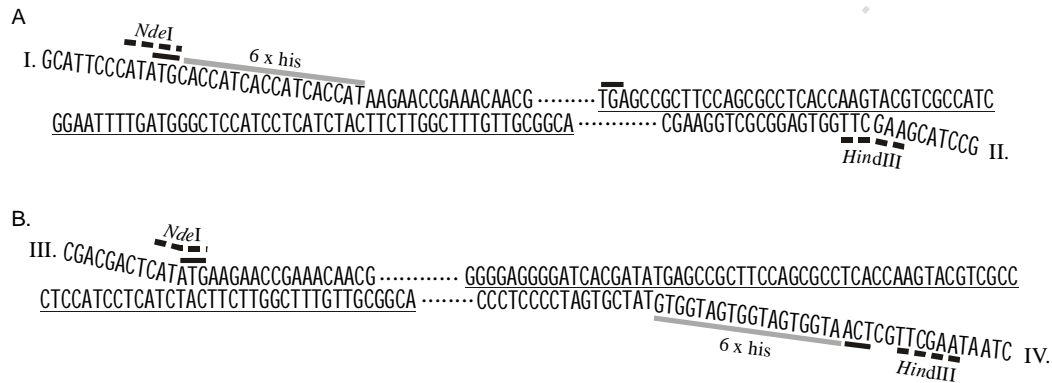 A
NdeI
6 x his
I. GCATTCCCATATGCACCATCACCATCACCATAAGAACCGAAACAACG ········· TGAGCCGCTTCCAGCGCCTCACCAAGTACGTCGCCATC
GGAATTTTGATGGGCTCCATCCTCATCTACTTCTTGGCTTTGTTGCGGCA ············ CGAAGGTCGCGGAGTGGTTCGAAGCATCCG II.
HindIII
B.
NdeI
III. CGACGACTCATATGAAGAACCGAAACAACG ············ GGGGAGGGGATCACGATATGAGCCGCTTCCAGCGCCTCACCAAGTACGTCGCC
CTCCATCCTCATCTACTTCTTGGCTTTGTTGCGGCA ········ CCCTCCCCTAGTGCTATGTGGTAGTGGTAGTGGTAACTCGTTCGAATAATC IV.
6 x his
HindIII